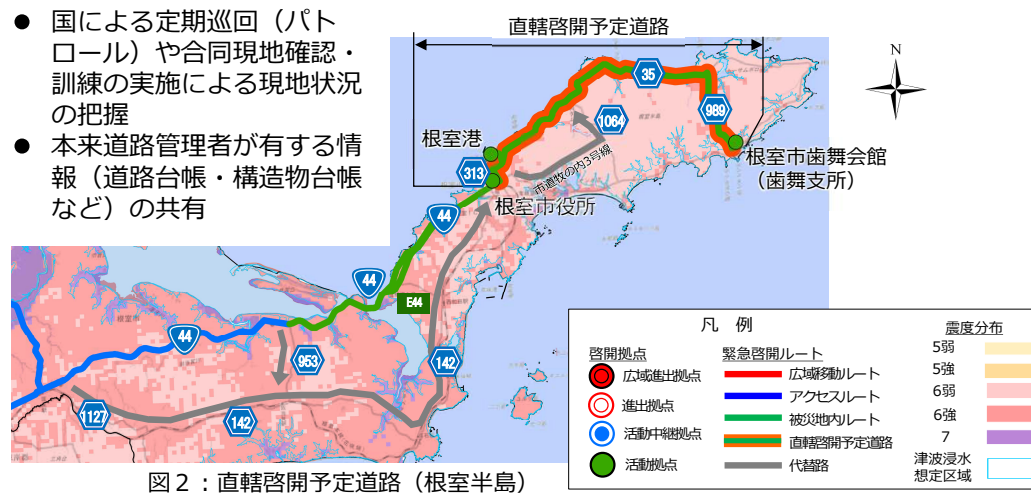 ● 国による定期巡回（パト
ロール）や合同現地確認・
訓練の実施による現地状況
の把握
● 本来道路管理者が有する情
報（道路台帳・構造物台帳
など）の共有
直轄啓開予定道路
N
35
989
1064
根室港
313
市道牧の内3号線
根室市歯舞会館
（歯舞支所）
根室市役所
44
44
E44
44
953
142
1127
142
凡 例
啓開拠点
広域進出拠点
進出拠点
活動中継拠点
活動拠点
緊急啓開ルート
広域移動ルート
アクセスルート
被災地内ルート
直轄啓開予定道路
代替路
震度分布
5弱
5強
6弱
6強
7
津波浸水
想定区域
図２：直轄啓開予定道路（根室半島）